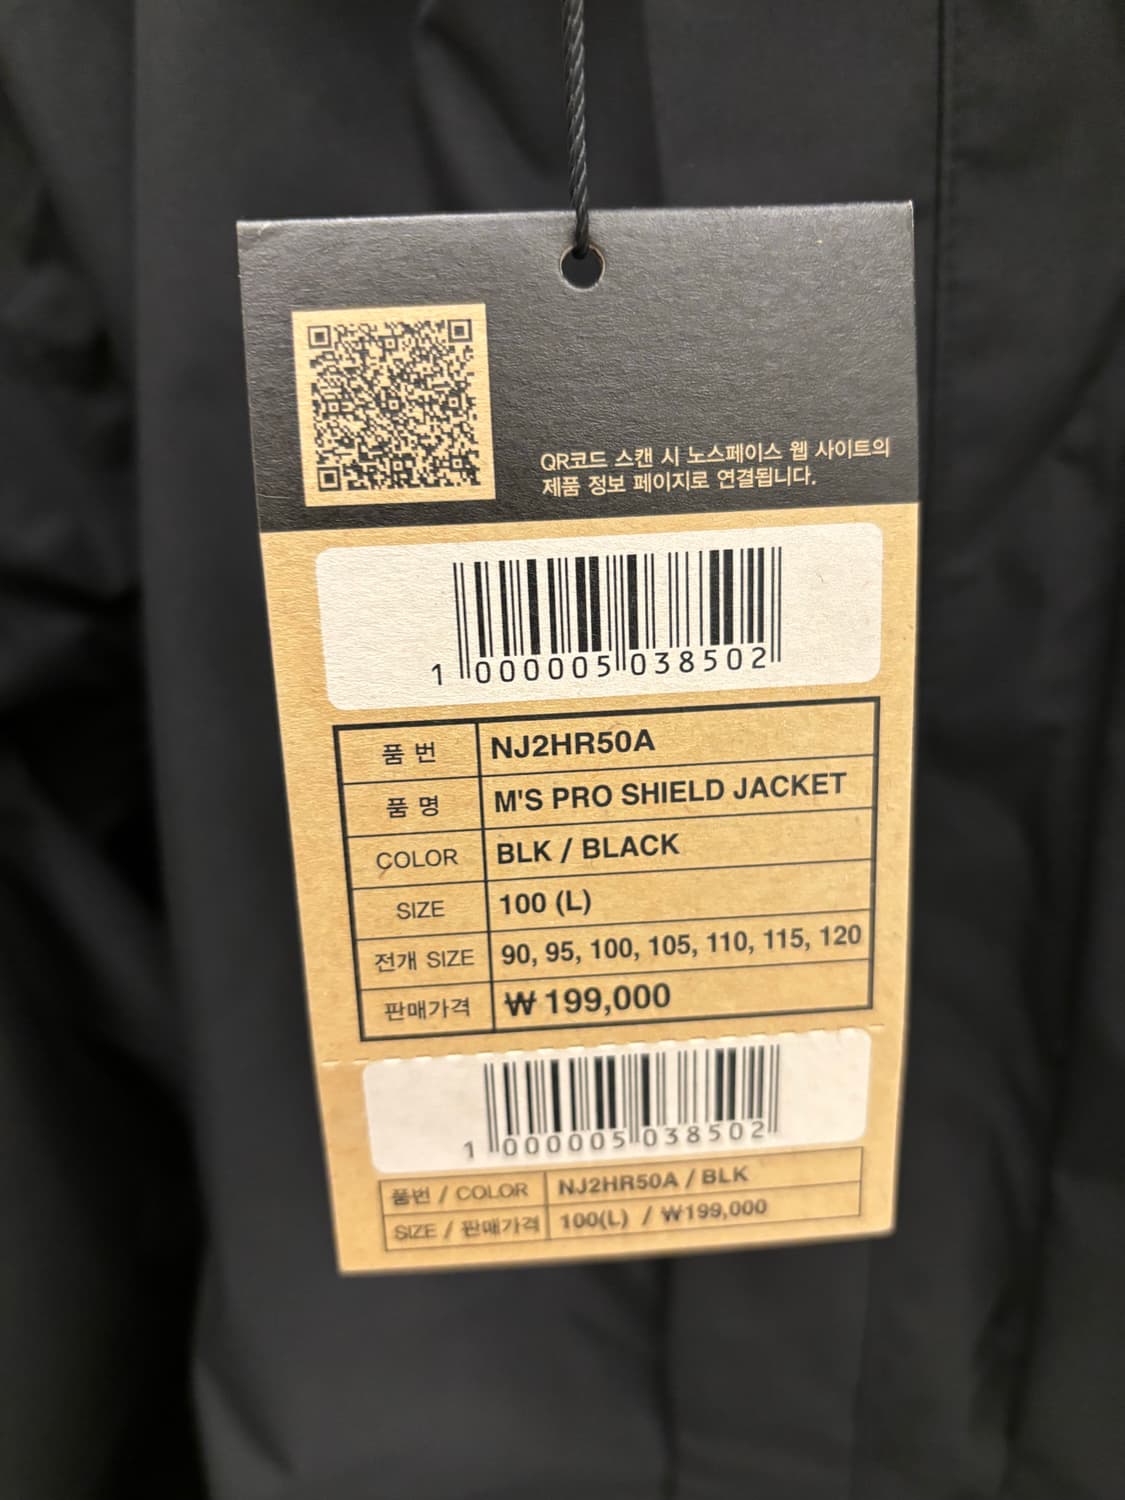 QR코드 스캔 시 노스페이스 웹 사이트의
제품 정보 페이지로 연결됩니다.
1 000005 038502
품 번 NJ2HR50A
품 명 M'S PRO SHIELD JACKET
COLOR BLK / BLACK
SIZE 100 (L)
전개 SIZE 90, 95, 100, 105, 110, 115, 120
판매가격 ₩ 199,000
1 000005 038502
품번 / COLOR NJ2HR50A / BLK
SIZE / 판매가격 100(L) / ₩199,000